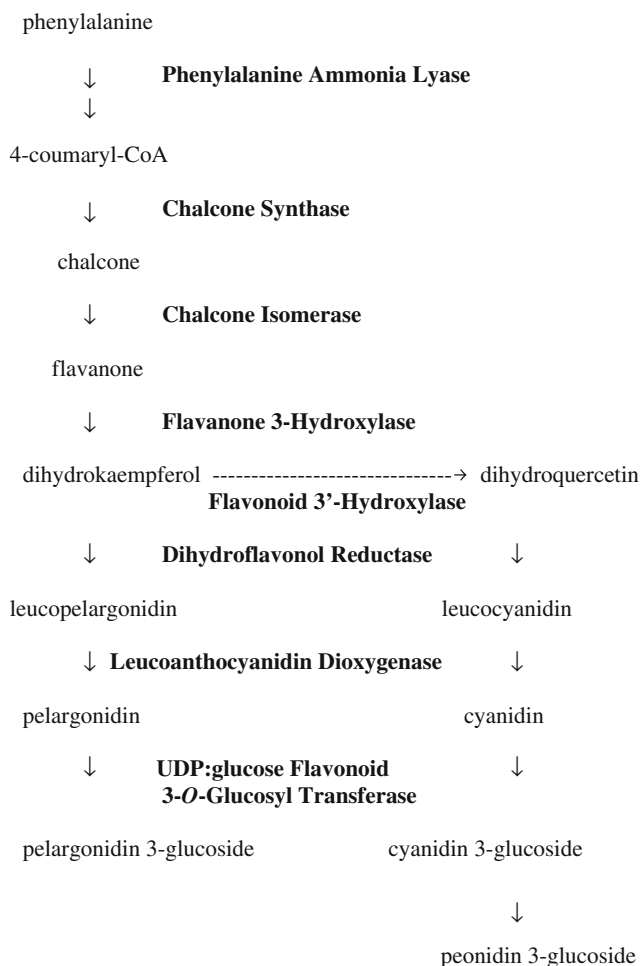 phenylalanine
↓ Phenylalanine Ammonia Lyase
↓
4-coumaryl-CoA
↓ Chalcone Synthase
chalcone
↓ Chalcone Isomerase
flavanone
↓ Flavanone 3-Hydroxylase
dihydrokaempferol -------------------------------→ dihydroquercetin
Flavonoid 3’-Hydroxylase
↓ Dihydroflavonol Reductase ↓
leucopelargonidin leucocyanidin
↓ Leucoanthocyanidin Dioxygenase ↓
pelargonidin cyanidin
↓ UDP:glucose Flavonoid ↓
3-O-Glucosyl Transferase
pelargonidin 3-glucoside cyanidin 3-glucoside
↓
peonidin 3-glucoside